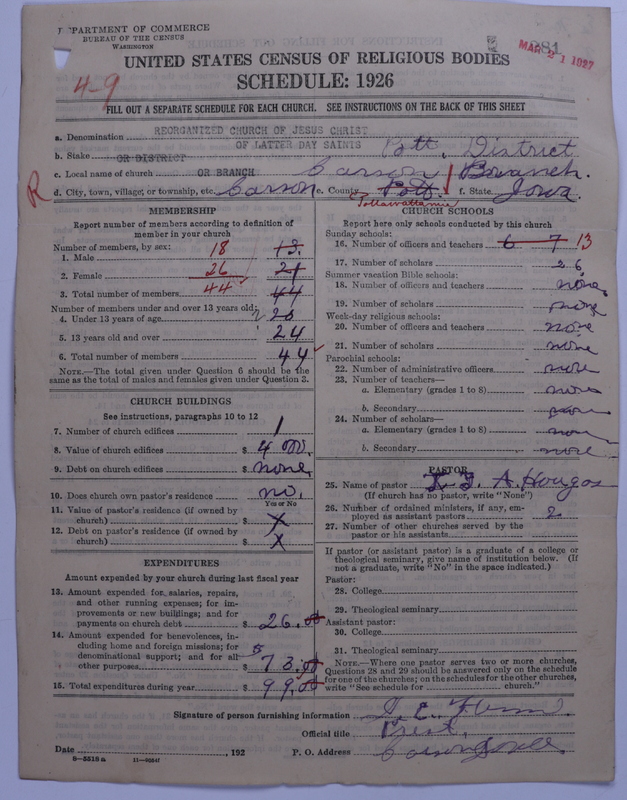 DEPARTMENT OF COMMERCE
BUREAU OF THE CENSUS
WASHINGTON
981
MAR 21 1927
UNITED STATES CENSUS OF RELIGIOUS BODIES
SCHEDULE: 1926
4-9
FILL OUT A SEPARATE SCHEDULE FOR EACH CHURCH. SEE INSTRUCTIONS ON THE BACK OF THIS SHEET
a. Denomination REORGANIZED CHURCH OF JESUS CHRIST
OF LATTER DAY SAINTS
b. Stake OR DISTRICT Pott. District
c. Local name of church OR BRANCH Carson Branch.
R
d. City, town, village, or township, etc. Carson e. County Pott. f. State Iowa.
Pottawattamie
MEMBERSHIP
Report number of members according to definition of
member in your church
Number of members, by sex:
1. Male 18 13.
2. Female 26 21
3. Total number of members 44 44
Number of members under and over 13 years old:
4. Under 13 years of age 20
5. 13 years old and over 24
6. Total number of members 44
NOTE.—The total given under Question 6 should be the
same as the total of males and females given under Question 3.
CHURCH BUILDINGS
See instructions, paragraphs 10 to 12
7. Number of church edifices 1
8. Value of church edifices $ 400.
9. Debt on church edifices $ none
10. Does church own pastor's residence no.
Yes or No
11. Value of pastor's residence (if owned by
church) $ X
12. Debt on pastor's residence (if owned by
church) $ X
EXPENDITURES
Amount expended by your church during last fiscal year
13. Amount expended for salaries, repairs,
and other running expenses; for im-
provements or new buildings; and for
payments on church debt $ 26.00
14. Amount expended for benevolences, in-
cluding home and foreign missions; for
denominational support; and for all
other purposes $ 73.00
15. Total expenditures during year $ 99.00
CHURCH SCHOOLS
Report here only schools conducted by this church
Sunday schools:
16. Number of officers and teachers 6 7 13
17. Number of scholars 26
Summer vacation Bible schools:
18. Number of officers and teachers none
19. Number of scholars none
Week-day religious schools:
20. Number of officers and teachers none
21. Number of scholars none
Parochial schools:
22. Number of administrative officers none
23. Number of teachers—
a. Elementary (grades 1 to 8) none
b. Secondary none
24. Number of scholars—
a. Elementary (grades 1 to 8) none
b. Secondary none
PASTOR
25. Name of pastor A. Hougas
(If church has no pastor, write "None")
26. Number of ordained ministers, if any, em-
ployed as assistant pastors 2
27. Number of other churches served by the
pastor or his assistants
If pastor (or assistant pastor) is a graduate of a college or
theological seminary, give name of institution below. (If
not a graduate, write "No" in the space indicated.)
Pastor:
28. College
29. Theological seminary
Assistant pastor:
30. College
31. Theological seminary
NOTE.—Where one pastor serves two or more churches,
Questions 28 and 29 should be answered only on the schedule
for one of the churches; on the schedules for the other churches,
write "See schedule for church."
Signature of person furnishing information
Official title Prest.
Date , 192 P. O. Address Carson Iowa.
8-5518a 11-9054f